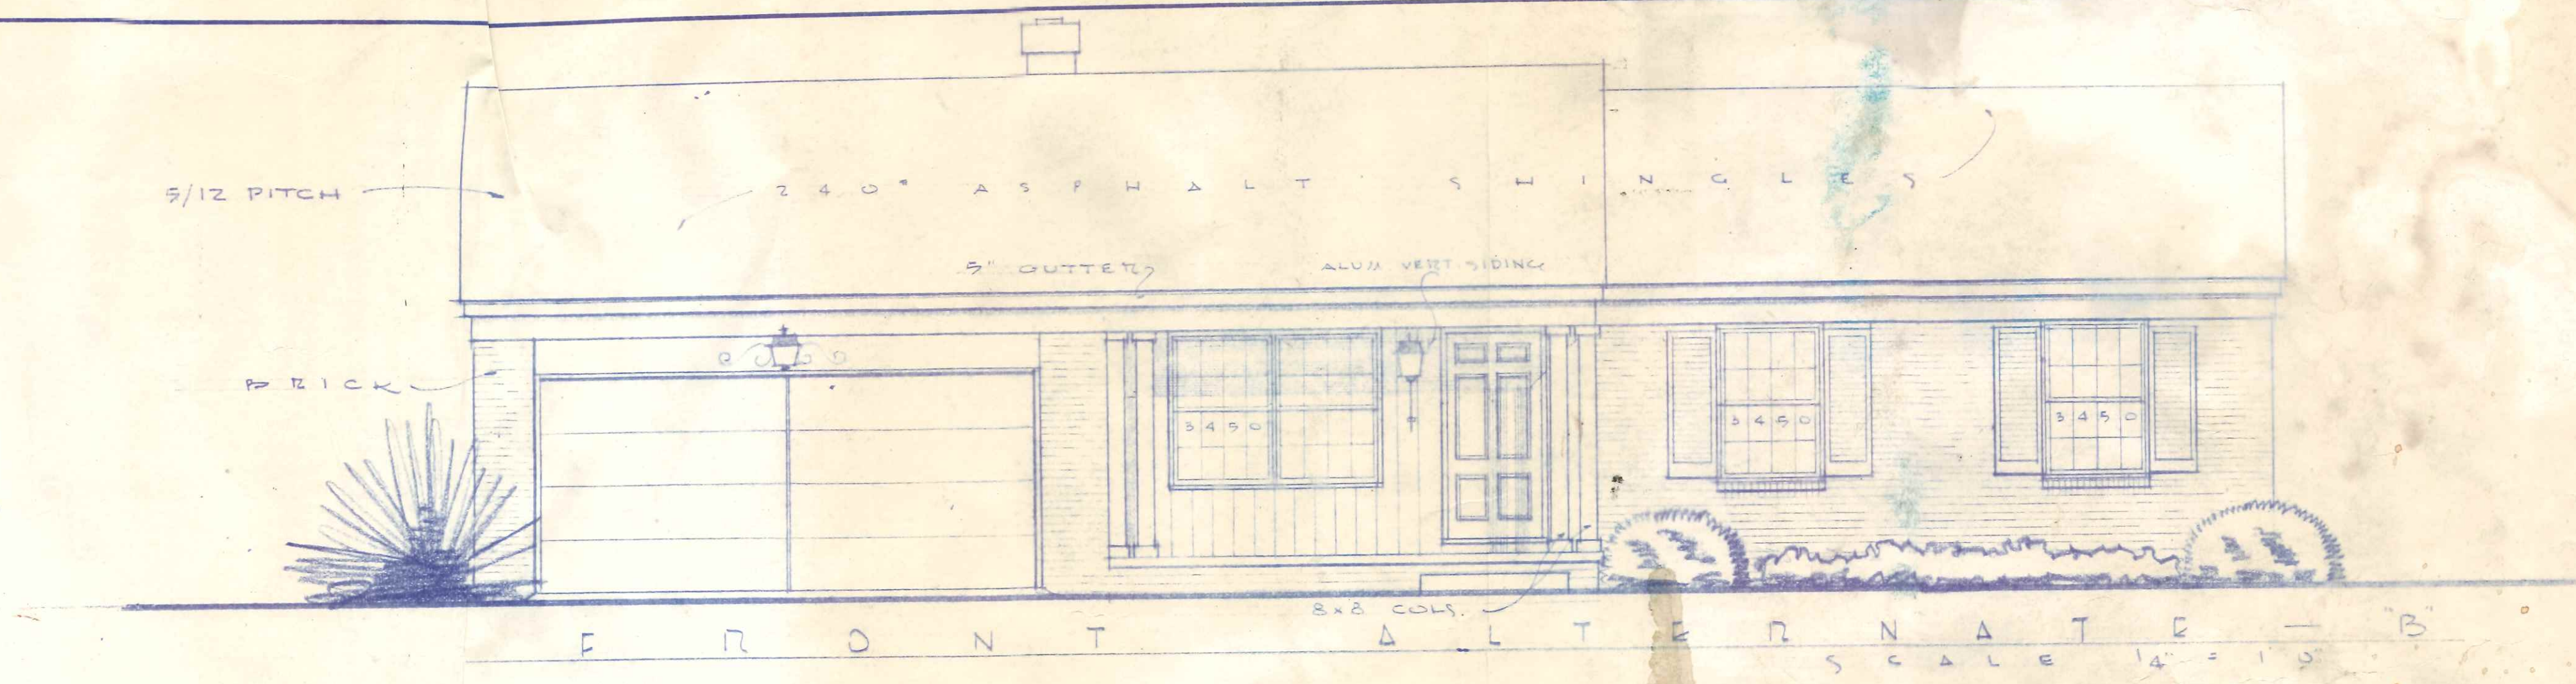 5/12 PITCH
240# ASPHALT SHINGLES
5" GUTTER
ALUM VERT. SIDING
BRICK
3450
3450
3450
8x8 COLS.
FRONT ALTERNATE — "B"
SCALE 1/4" = 1'0"